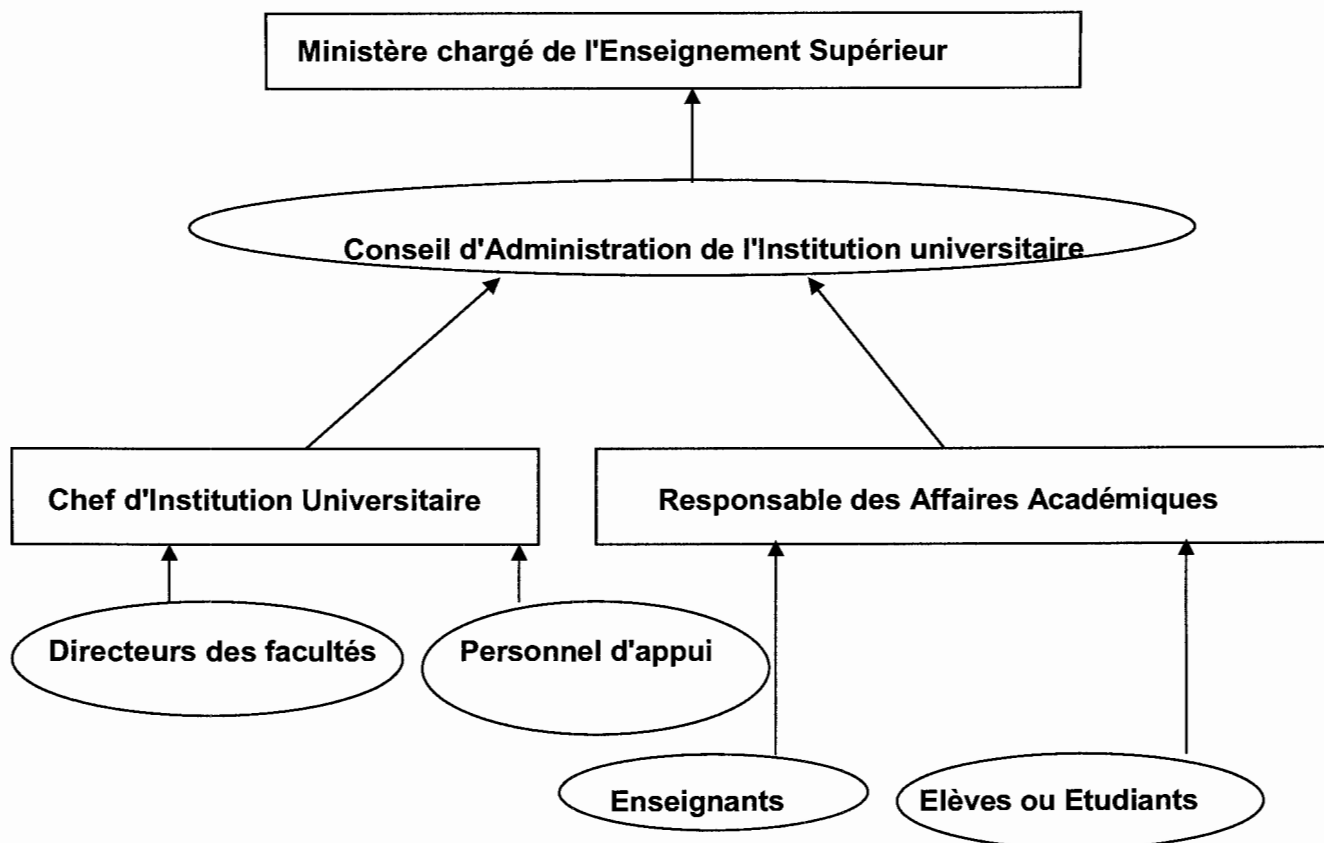 Ministère chargé de l'Enseignement Supérieur
Conseil d'Administration de l'Institution universitaire
Chef d'Institution Universitaire
Responsable des Affaires Académiques
Directeurs des facultés
Personnel d'appui
Enseignants
Elèves ou Etudiants